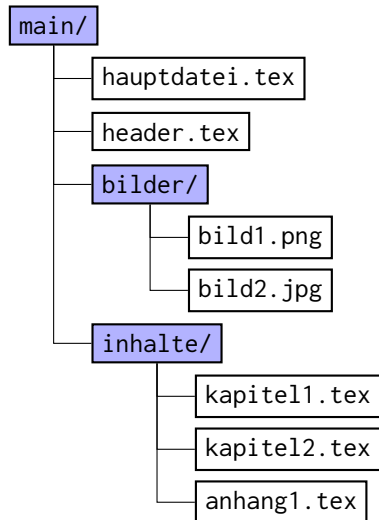 main/
hauptdatei.tex
header.tex
bilder/
bild1.png
bild2.jpg
inhalte/
kapitel1.tex
kapitel2.tex
anhang1.tex